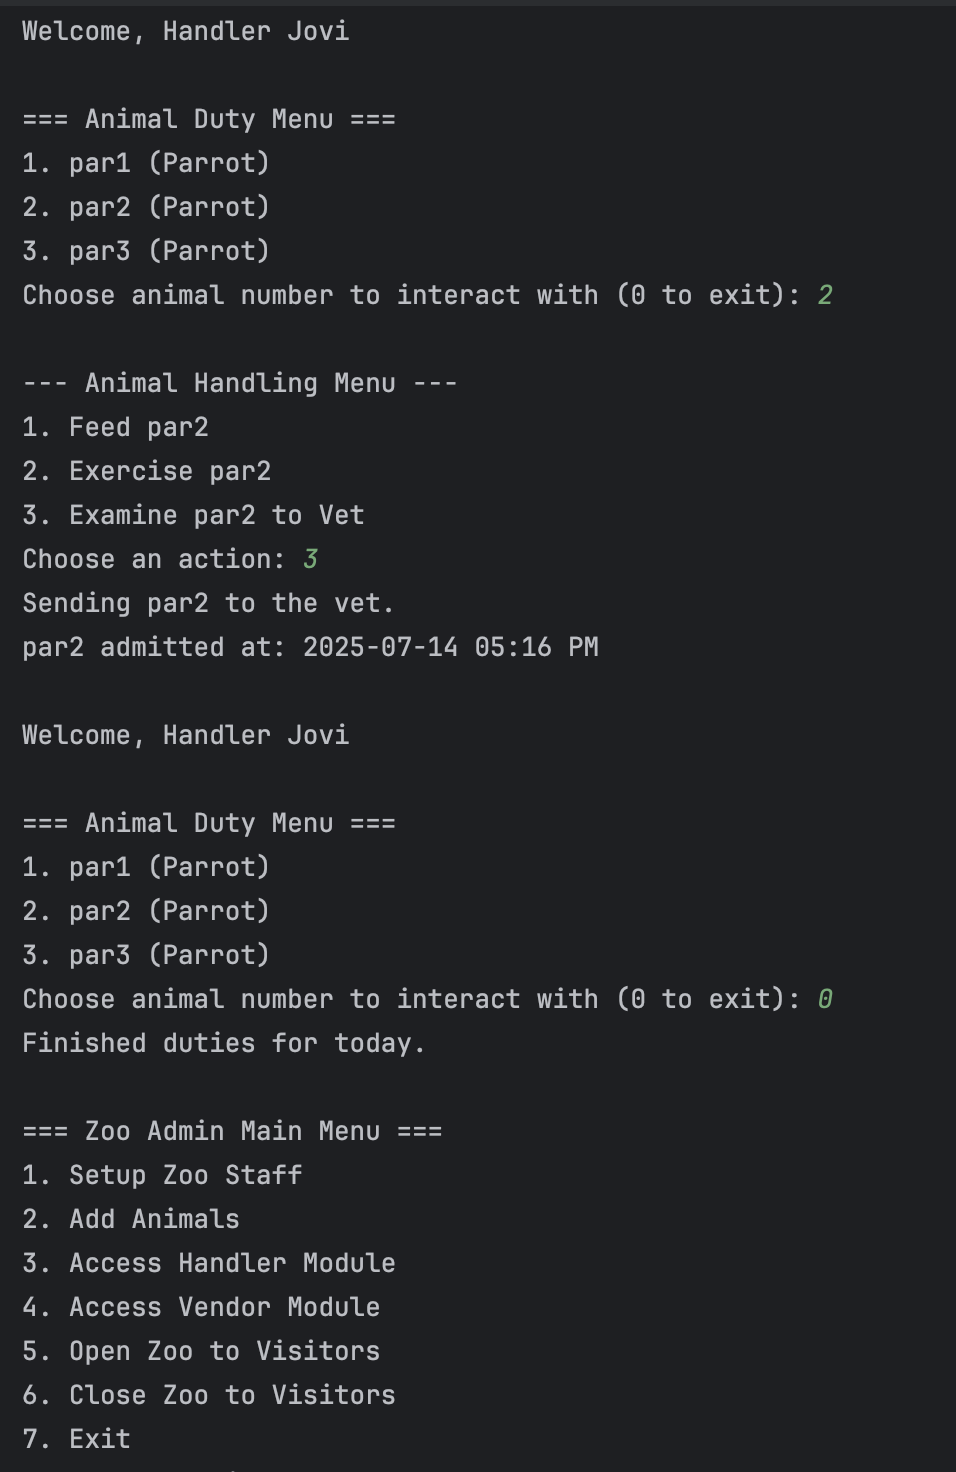 Welcome, Handler Jovi
=== Animal Duty Menu ===
1. par1 (Parrot)
2. par2 (Parrot)
3. par3 (Parrot)
Choose animal number to interact with (0 to exit): 2
--- Animal Handling Menu ---
1. Feed par2
2. Exercise par2
3. Examine par2 to Vet
Choose an action: 3
Sending par2 to the vet.
par2 admitted at: 2025-07-14 05:16 PM
Welcome, Handler Jovi
=== Animal Duty Menu ===
1. par1 (Parrot)
2. par2 (Parrot)
3. par3 (Parrot)
Choose animal number to interact with (0 to exit): 0
Finished duties for today.
=== Zoo Admin Main Menu ===
1. Setup Zoo Staff
2. Add Animals
3. Access Handler Module
4. Access Vendor Module
5. Open Zoo to Visitors
6. Close Zoo to Visitors
7. Exit